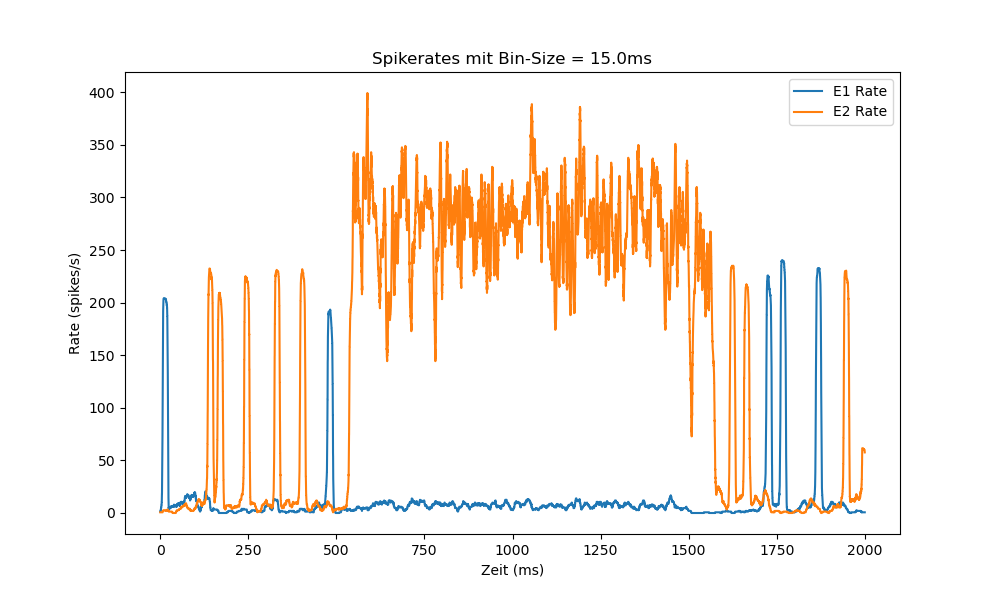 Spikerates mit Bin-Size = 15.0ms
E1 Rate
E2 Rate
400
350
300
250
200
150
100
50
0
Rate (spikes/s)
0 250 500 750 1000 1250 1500 1750 2000
Zeit (ms)